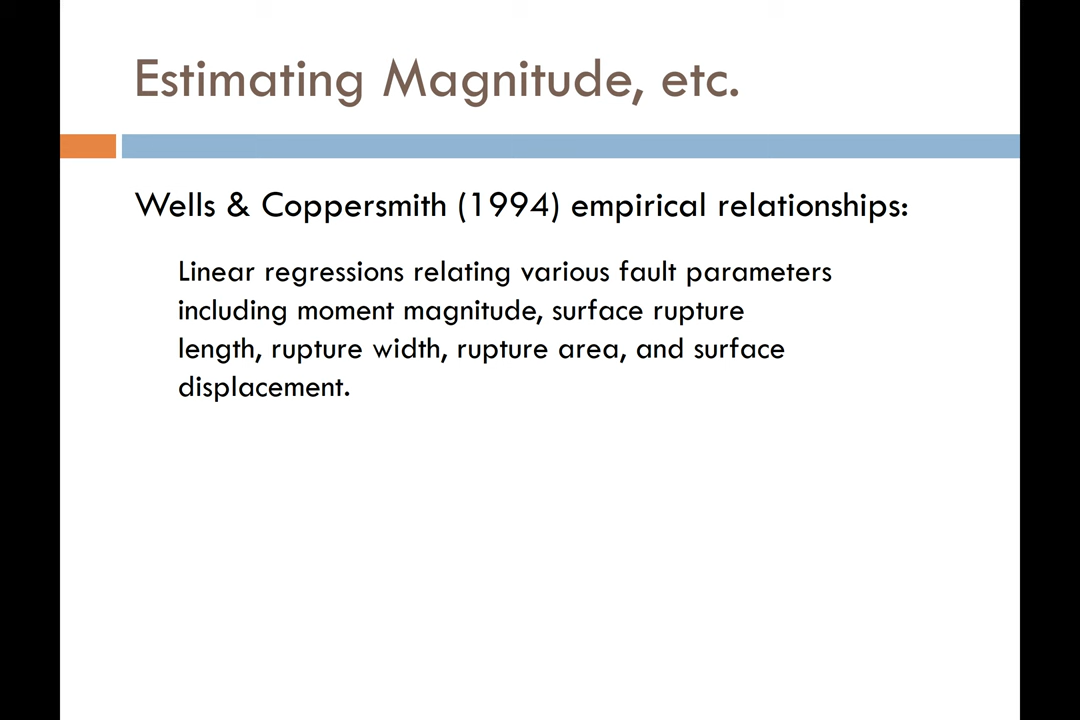 Estimating Magnitude, etc.
Wells & Coppersmith (1994) empirical relationships:
Linear regressions relating various fault parameters
including moment magnitude, surface rupture
length, rupture width, rupture area, and surface
displacement.